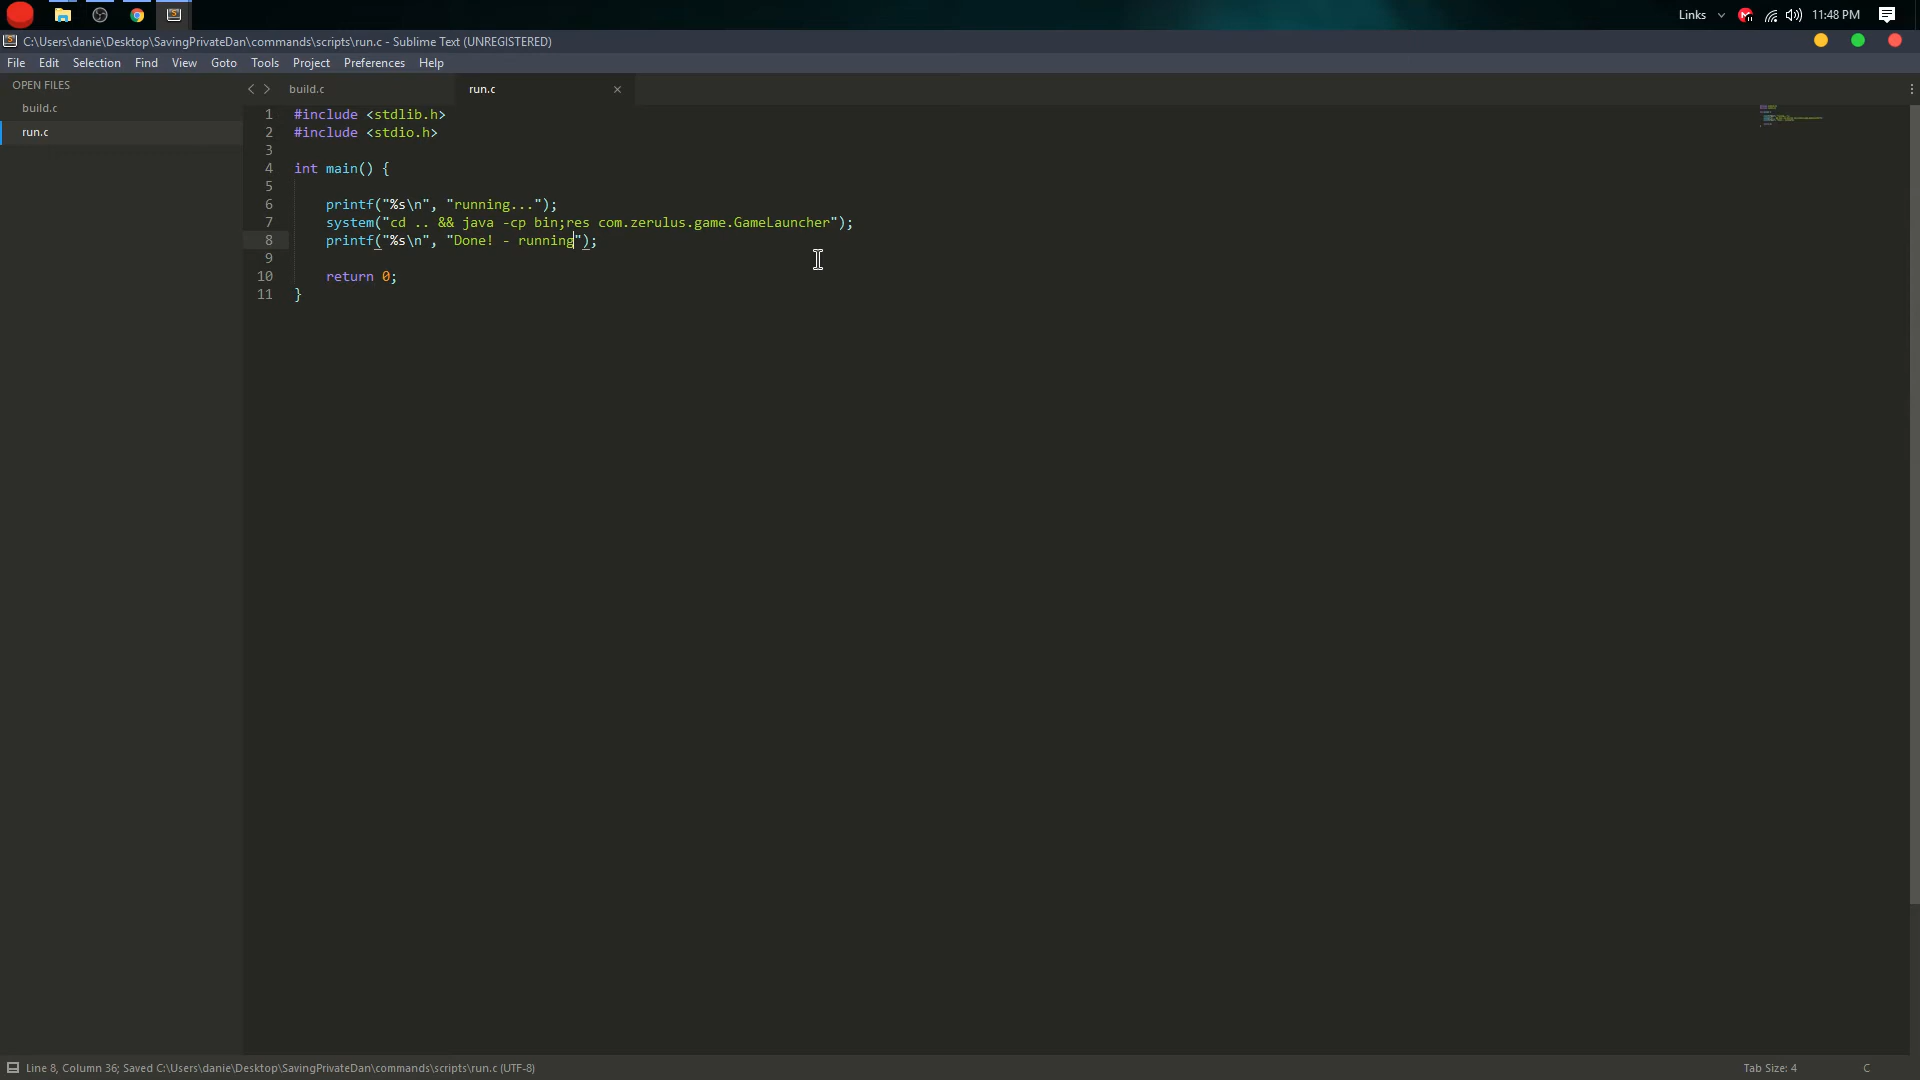 Links
11:48 PM
C:\Users\danie\Desktop\SavingPrivateDan\commands\scripts\run.c - Sublime Text (UNREGISTERED)
File Edit Selection Find View Goto Tools Project Preferences Help
OPEN FILES
build.c
run.c
build.c
run.c
1 #include <stdlib.h>
2 #include <stdio.h>
3
4 int main() {
5
6 printf("%s\n", "running...");
7 system("cd .. && java -cp bin;res com.zerulus.game.GameLauncher");
8 printf("%s\n", "Done! - running");
9
10 return 0;
11 }
Line 8, Column 36; Saved C:\Users\danie\Desktop\SavingPrivateDan\commands\scripts\run.c (UTF-8)
Tab Size: 4
C